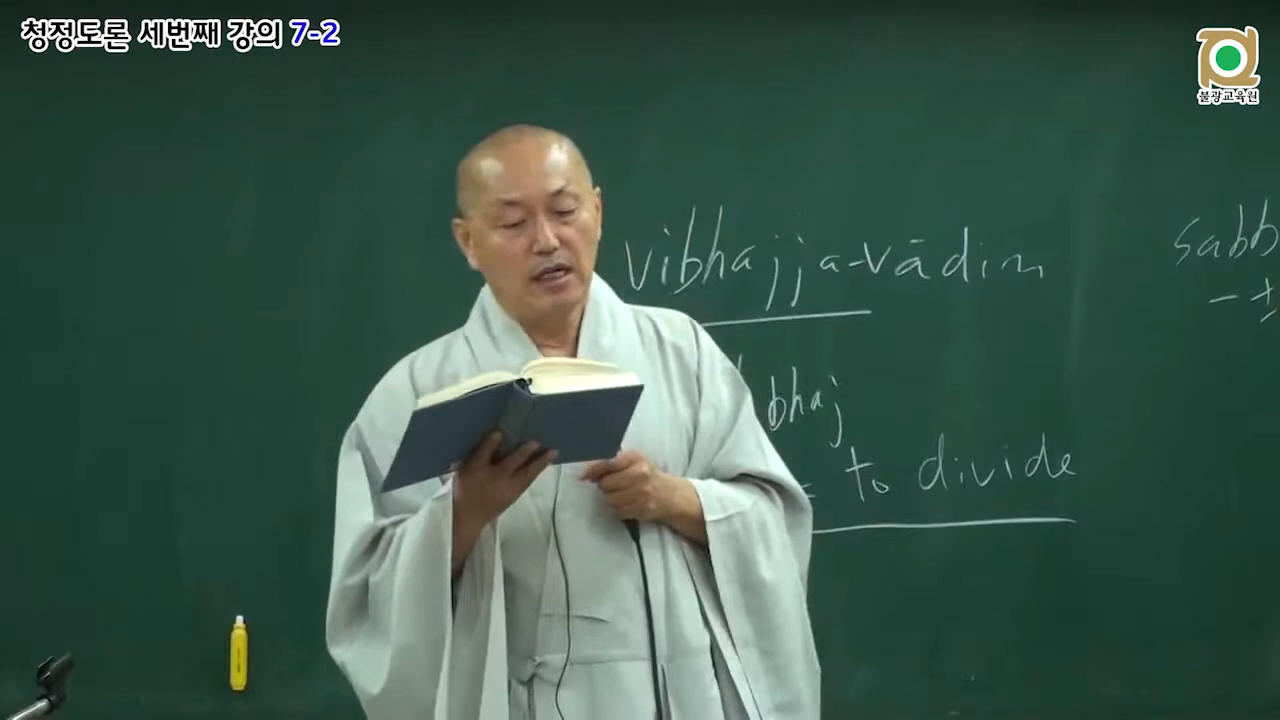 청정도론 세번째 강의 7-2
불광교육원
vibhajja-vādin
sabb
bhaj
= to divide